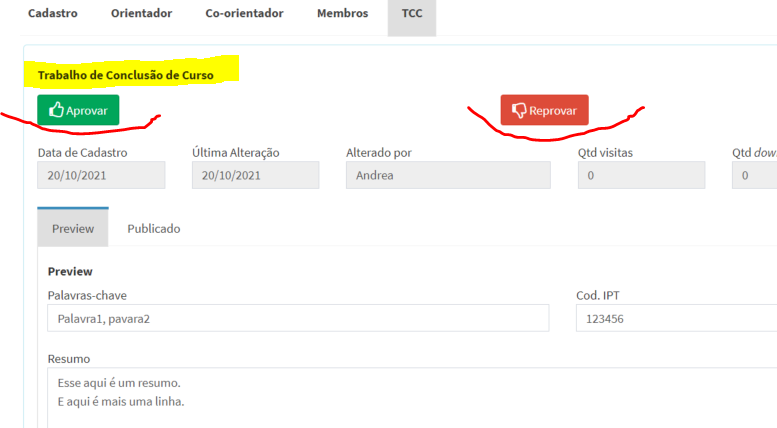 Cadastro Orientador Co-orientador Membros TCC
Trabalho de Conclusão de Curso
Aprovar Reprovar
Data de Cadastro Última Alteração Alterado por Qtd visitas Qtd dow
20/10/2021 20/10/2021 Andrea 0 0
Preview Publicado
Preview
Palavras-chave Cod. IPT
Palavra1, pavara2 123456
Resumo
Esse aqui é um resumo.
E aqui é mais uma linha.